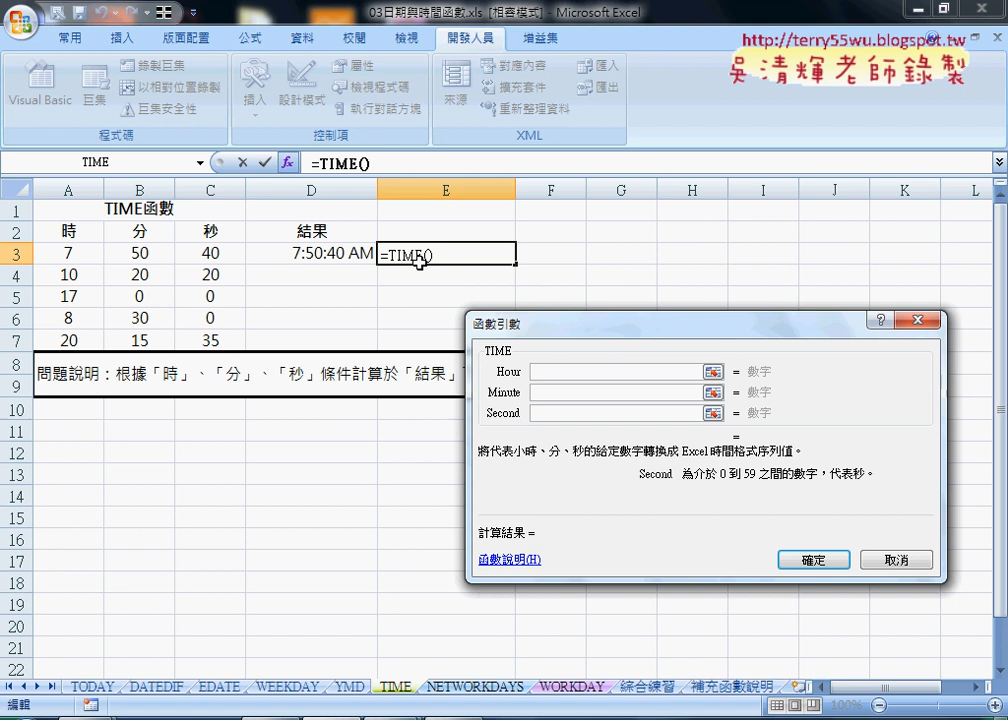 03日期與時間函數.xls [相容模式] - Microsoft Excel
常用 插入 版面配置 公式 資料 校閱 檢視 開發人員 增益集
http://terry55wu.blogspot.tw
吳清輝老師錄製
Visual Basic 巨集 錄製巨集 以相對位置錄製 巨集安全性 程式碼
插入 設計模式 屬性 檢視程式碼 執行對話方塊 控制項
來源 對應內容 擴充套件 重新整理資料 匯入 匯出 XML
TIME =TIME()
A B C D E F G H I J K L
1 TIME函數
2 時 分 秒 結果
3 7 50 40 7:50:40 AM =TIME()
4 10 20 20
5 17 0 0
6 8 30 0
7 20 15 35
8 問題說明：根據「時」、「分」、「秒」條件計算於「結果」
9
10
11
12
13
14
15
16
17
18
19
20
21
22
函數引數
TIME
Hour = 數字
Minute = 數字
Second = 數字
=
將代表小時、分、秒的給定數字轉換成 Excel 時間格式序列值。
Second 為介於 0 到 59 之間的數字，代表秒。
計算結果 =
函數說明(H) 確定 取消
TODAY DATEDIF EDATE WEEKDAY YMD TIME NETWORKDAYS WORKDAY 綜合練習 補充函數說明
編輯 100%